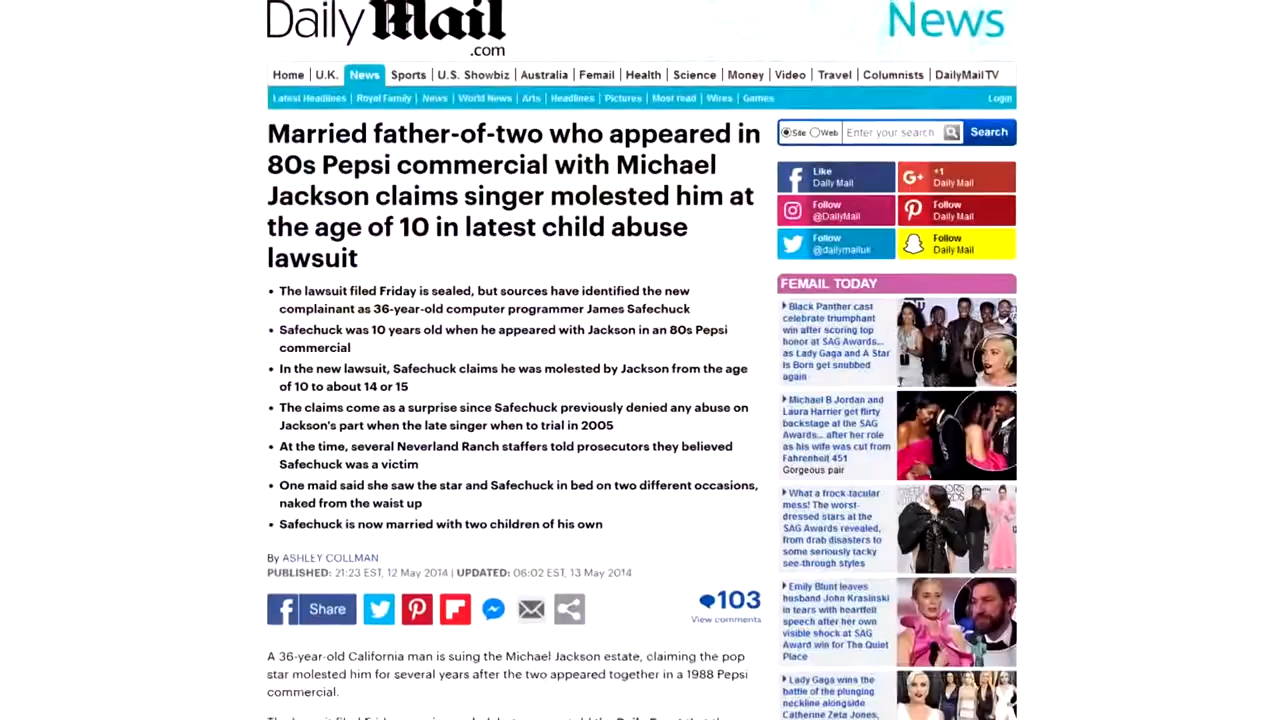 Daily Mail
.com
News
Home | U.K. | News | Sports | U.S. Showbiz | Australia | Femail | Health | Science | Money | Video | Travel | Columnists | DailyMailTV
Latest Headlines | Royal Family | News | World News | Arts | Headlines | Pictures | Most read | Wires | Games
Login
Married father-of-two who appeared in
80s Pepsi commercial with Michael
Jackson claims singer molested him at
the age of 10 in latest child abuse
lawsuit
• The lawsuit filed Friday is sealed, but sources have identified the new
complainant as 36-year-old computer programmer James Safechuck
• Safechuck was 10 years old when he appeared with Jackson in an 80s Pepsi
commercial
• In the new lawsuit, Safechuck claims he was molested by Jackson from the age
of 10 to about 14 or 15
• The claims come as a surprise since Safechuck previously denied any abuse on
Jackson's part when the late singer when to trial in 2005
• At the time, several Neverland Ranch staffers told prosecutors they believed
Safechuck was a victim
• One maid said she saw the star and Safechuck in bed on two different occasions,
naked from the waist up
• Safechuck is now married with two children of his own
By ASHLEY COLLMAN
PUBLISHED: 21:23 EST, 12 May 2014 | UPDATED: 06:02 EST, 13 May 2014
Share
103
View comments
A 36-year-old California man is suing the Michael Jackson estate, claiming the pop
star molested him for several years after the two appeared together in a 1988 Pepsi
commercial.
Site Web Enter your search Search
Like
Daily Mail
+1
Daily Mail
Follow
@DailyMail
Follow
Daily Mail
Follow
@dailymailuk
Follow
Daily Mail
FEMAIL TODAY
Black Panther cast
celebrate triumphant
win after scoring top
honor at SAG Awards...
as Lady Gaga and A Star
Is Born get snubbed
again
Michael B Jordan and
Laura Harrier get flirty
backstage at the SAG
Awards... after her role
as his wife was cut from
Fahrenheit 451
Gorgeous pair
What a frock-tacular
mess! The worst-
dressed stars at the
SAG Awards revealed,
from drab disasters to
some seriously tacky
see-through styles
Emily Blunt leaves
husband John Krasinski
in tears with heartfelt
speech after her own
visible shock at SAG
Award win for The Quiet
Place
Lady Gaga wins the
battle of the plunging
neckline alongside
Catherine Zeta Jones,